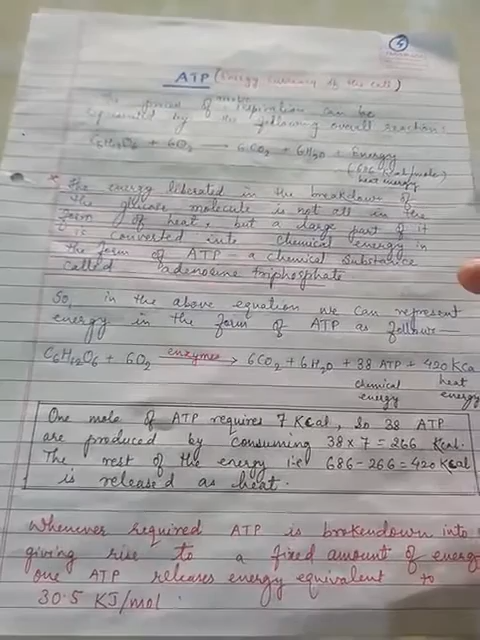 5
ATP (Energy currency of the cell)
The process of aerobic respiration can be
represented by the following overall reaction:
C6H12O6 + 6O2 → 6CO2 + 6H2O + Energy
(686 Kcal/mole)
heat energy
* The energy liberated in the breakdown of
the glucose molecule is not all in the
form of heat, but a large part of it
is converted into chemical energy in
the form of ATP - a chemical substance
called adenosine triphosphate
So, in the above equation we can represent
energy in the form of ATP as follows—
C6H12O6 + 6O2 enzymes → 6CO2 + 6H2O + 38 ATP + 420 KCa
chemical energy heat energy
One mole of ATP requires 7 KCal, so 38 ATP
are produced by consuming 38 x 7 = 266 KCal.
The rest of the energy i.e 686 - 266 = 420 KCal
is released as heat.
Whenever required ATP is brokendown into
giving rise to a fixed amount of energy
one ATP releases energy equivalent to
30.5 KJ/mol.